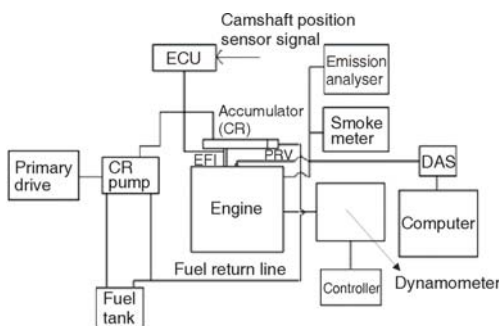 Camshaft position
sensor signal
ECU
Emission
analyser
Accumulator
(CR)
Smoke
meter
EFI
PRV
DAS
Primary
drive
CR
pump
Engine
Computer
Fuel return line
Controller
Dynamometer
Fuel
tank